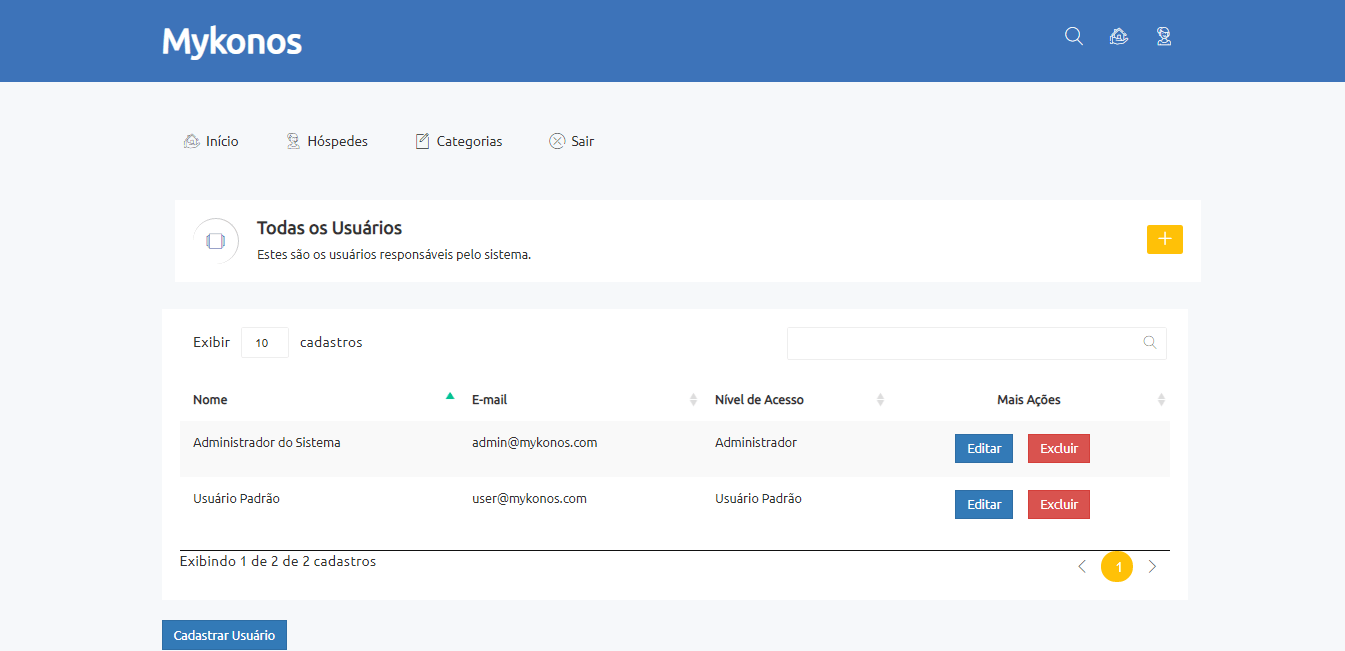 Mykonos
Início Hóspedes Categorias Sair
Todas os Usuários
Estes são os usuários responsáveis pelo sistema.
Exibir 10 cadastros
Nome E-mail Nível de Acesso Mais Ações
Administrador do Sistema admin@mykonos.com Administrador Editar Excluir
Usuário Padrão user@mykonos.com Usuário Padrão Editar Excluir
Exibindo 1 de 2 de 2 cadastros 1
Cadastrar Usuário